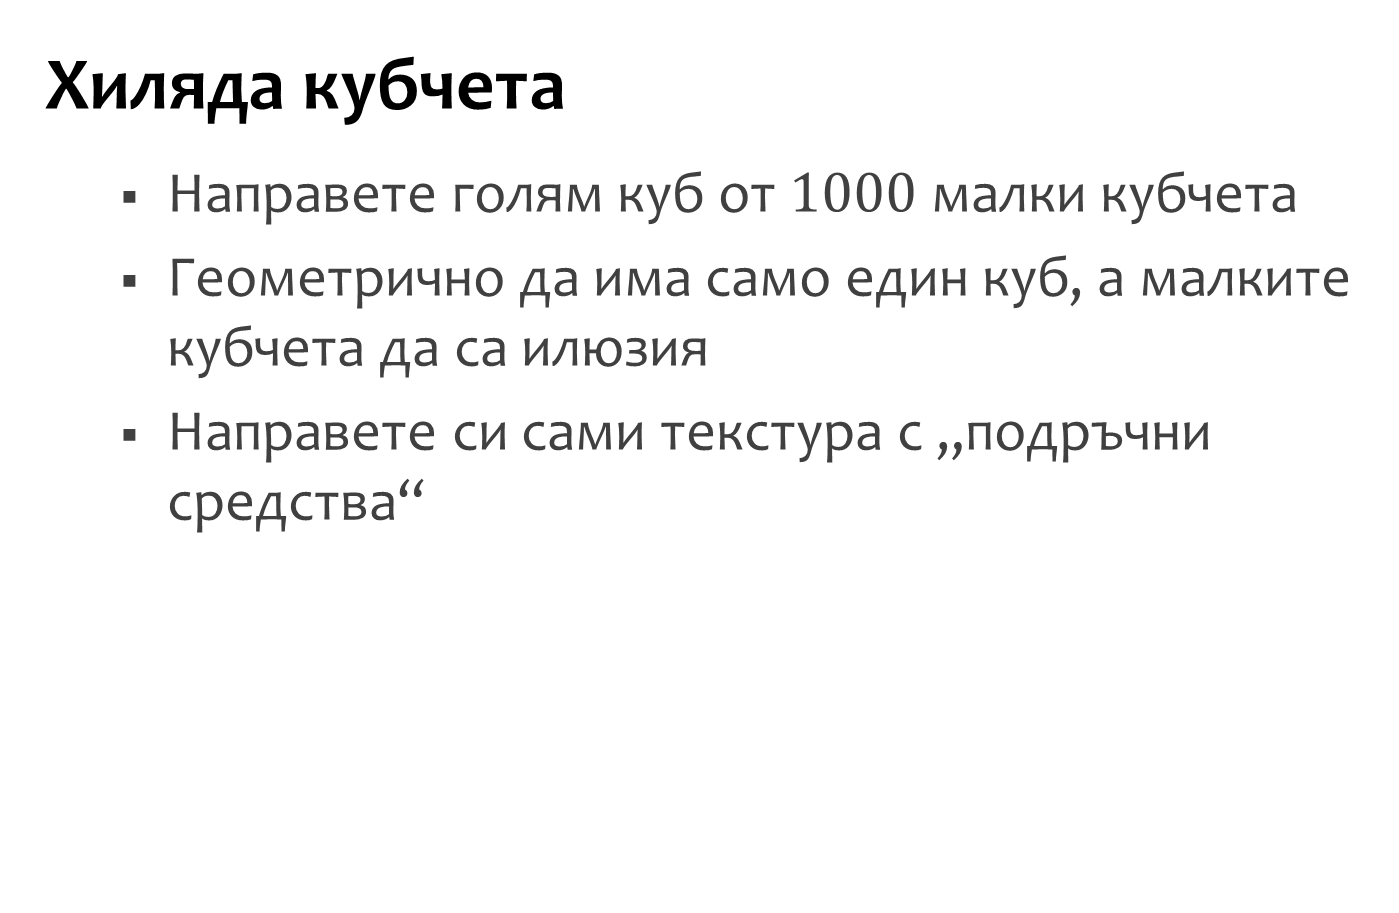 Хиляда кубчета
▪ Направете голям куб от 1000 малки кубчета
▪ Геометрично да има само един куб, а малките
кубчета да са илюзия
▪ Направете си сами текстура с „подръчни
средства“